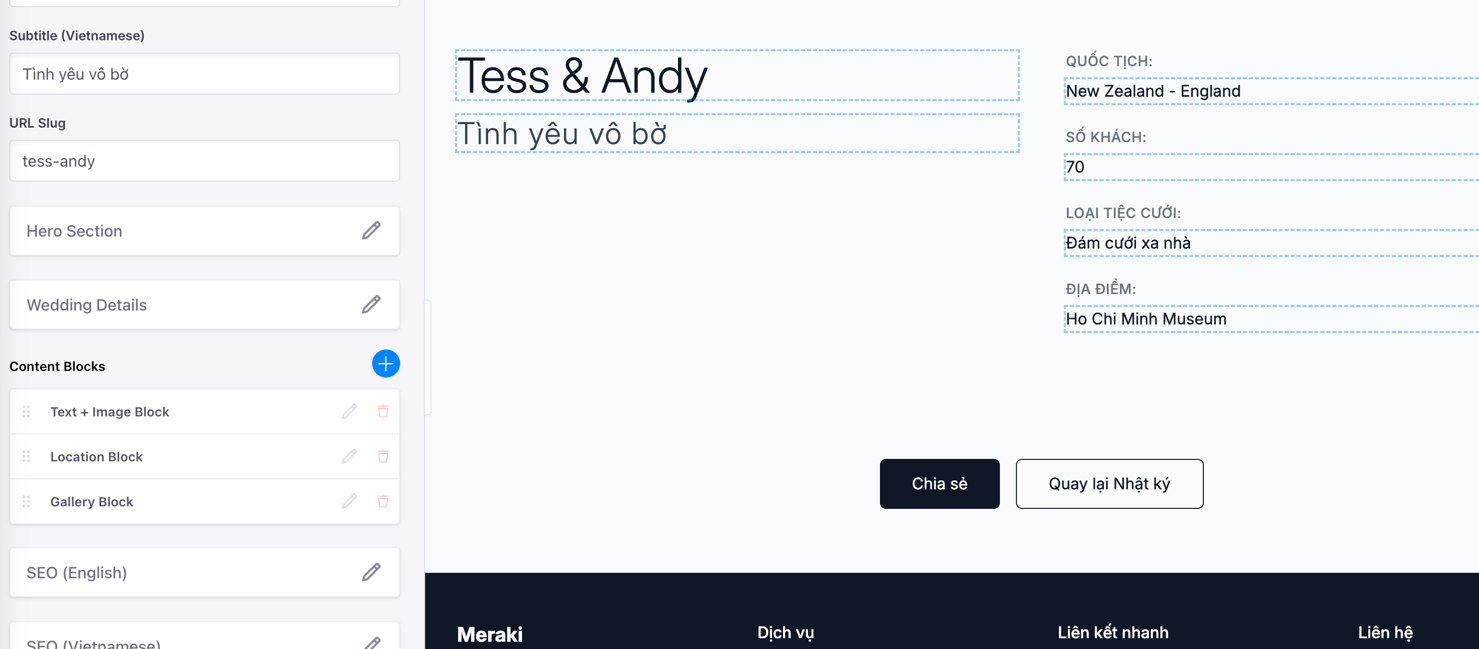 Subtitle (Vietnamese)
Tình yêu vô bờ
URL Slug
tess-andy
Hero Section
Wedding Details
Content Blocks
Text + Image Block
Location Block
Gallery Block
SEO (English)
SEO (Vietnamese)
Tess & Andy
Tình yêu vô bờ
QUỐC TỊCH:
New Zealand - England
SỐ KHÁCH:
70
LOẠI TIỆC CƯỚI:
Đám cưới xa nhà
ĐỊA ĐIỂM:
Ho Chi Minh Museum
Chia sẻ
Quay lại Nhật ký
Meraki
Dịch vụ
Liên kết nhanh
Liên hệ